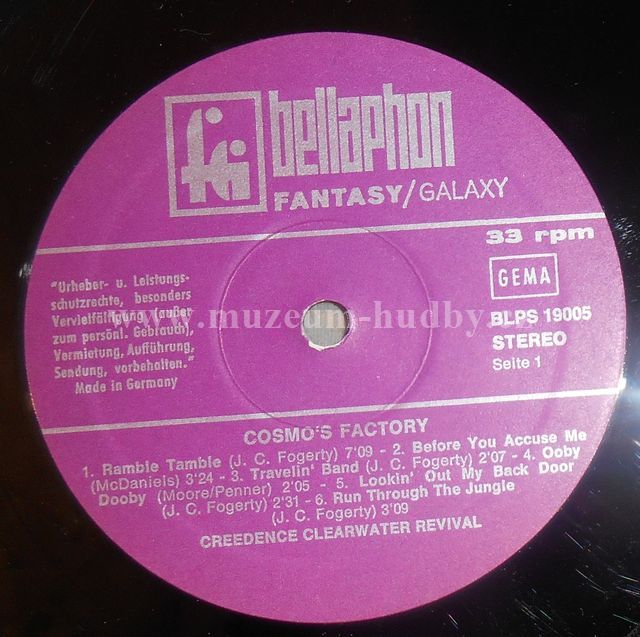 bellaphon
FANTASY/GALAXY
33 rpm
GEMA
BLPS 19005
STEREO
Seite 1
"Urheber- u. Leistungs-
schutzrechte, besonders
Vervielfältigung (außer
zum persönl. Gebrauch),
Vermietung, Aufführung,
Sendung, vorbehalten."
Made in Germany
www.muzeum-hudby.cz
COSMO'S FACTORY
1. Ramble Tamble (J. C. Fogerty) 7'09 - 2. Before You Accuse Me
(McDaniels) 3'24 - 3. Travelin' Band (J. C. Fogerty) 2'07 - 4. Ooby
Dooby (Moore/Penner) 2'05 - 5. Lookin' Out My Back Door
(J. C. Fogerty) 2'31 - 6. Run Through The Jungle
(J. C. Fogerty) 3'09
CREEDENCE CLEARWATER REVIVAL